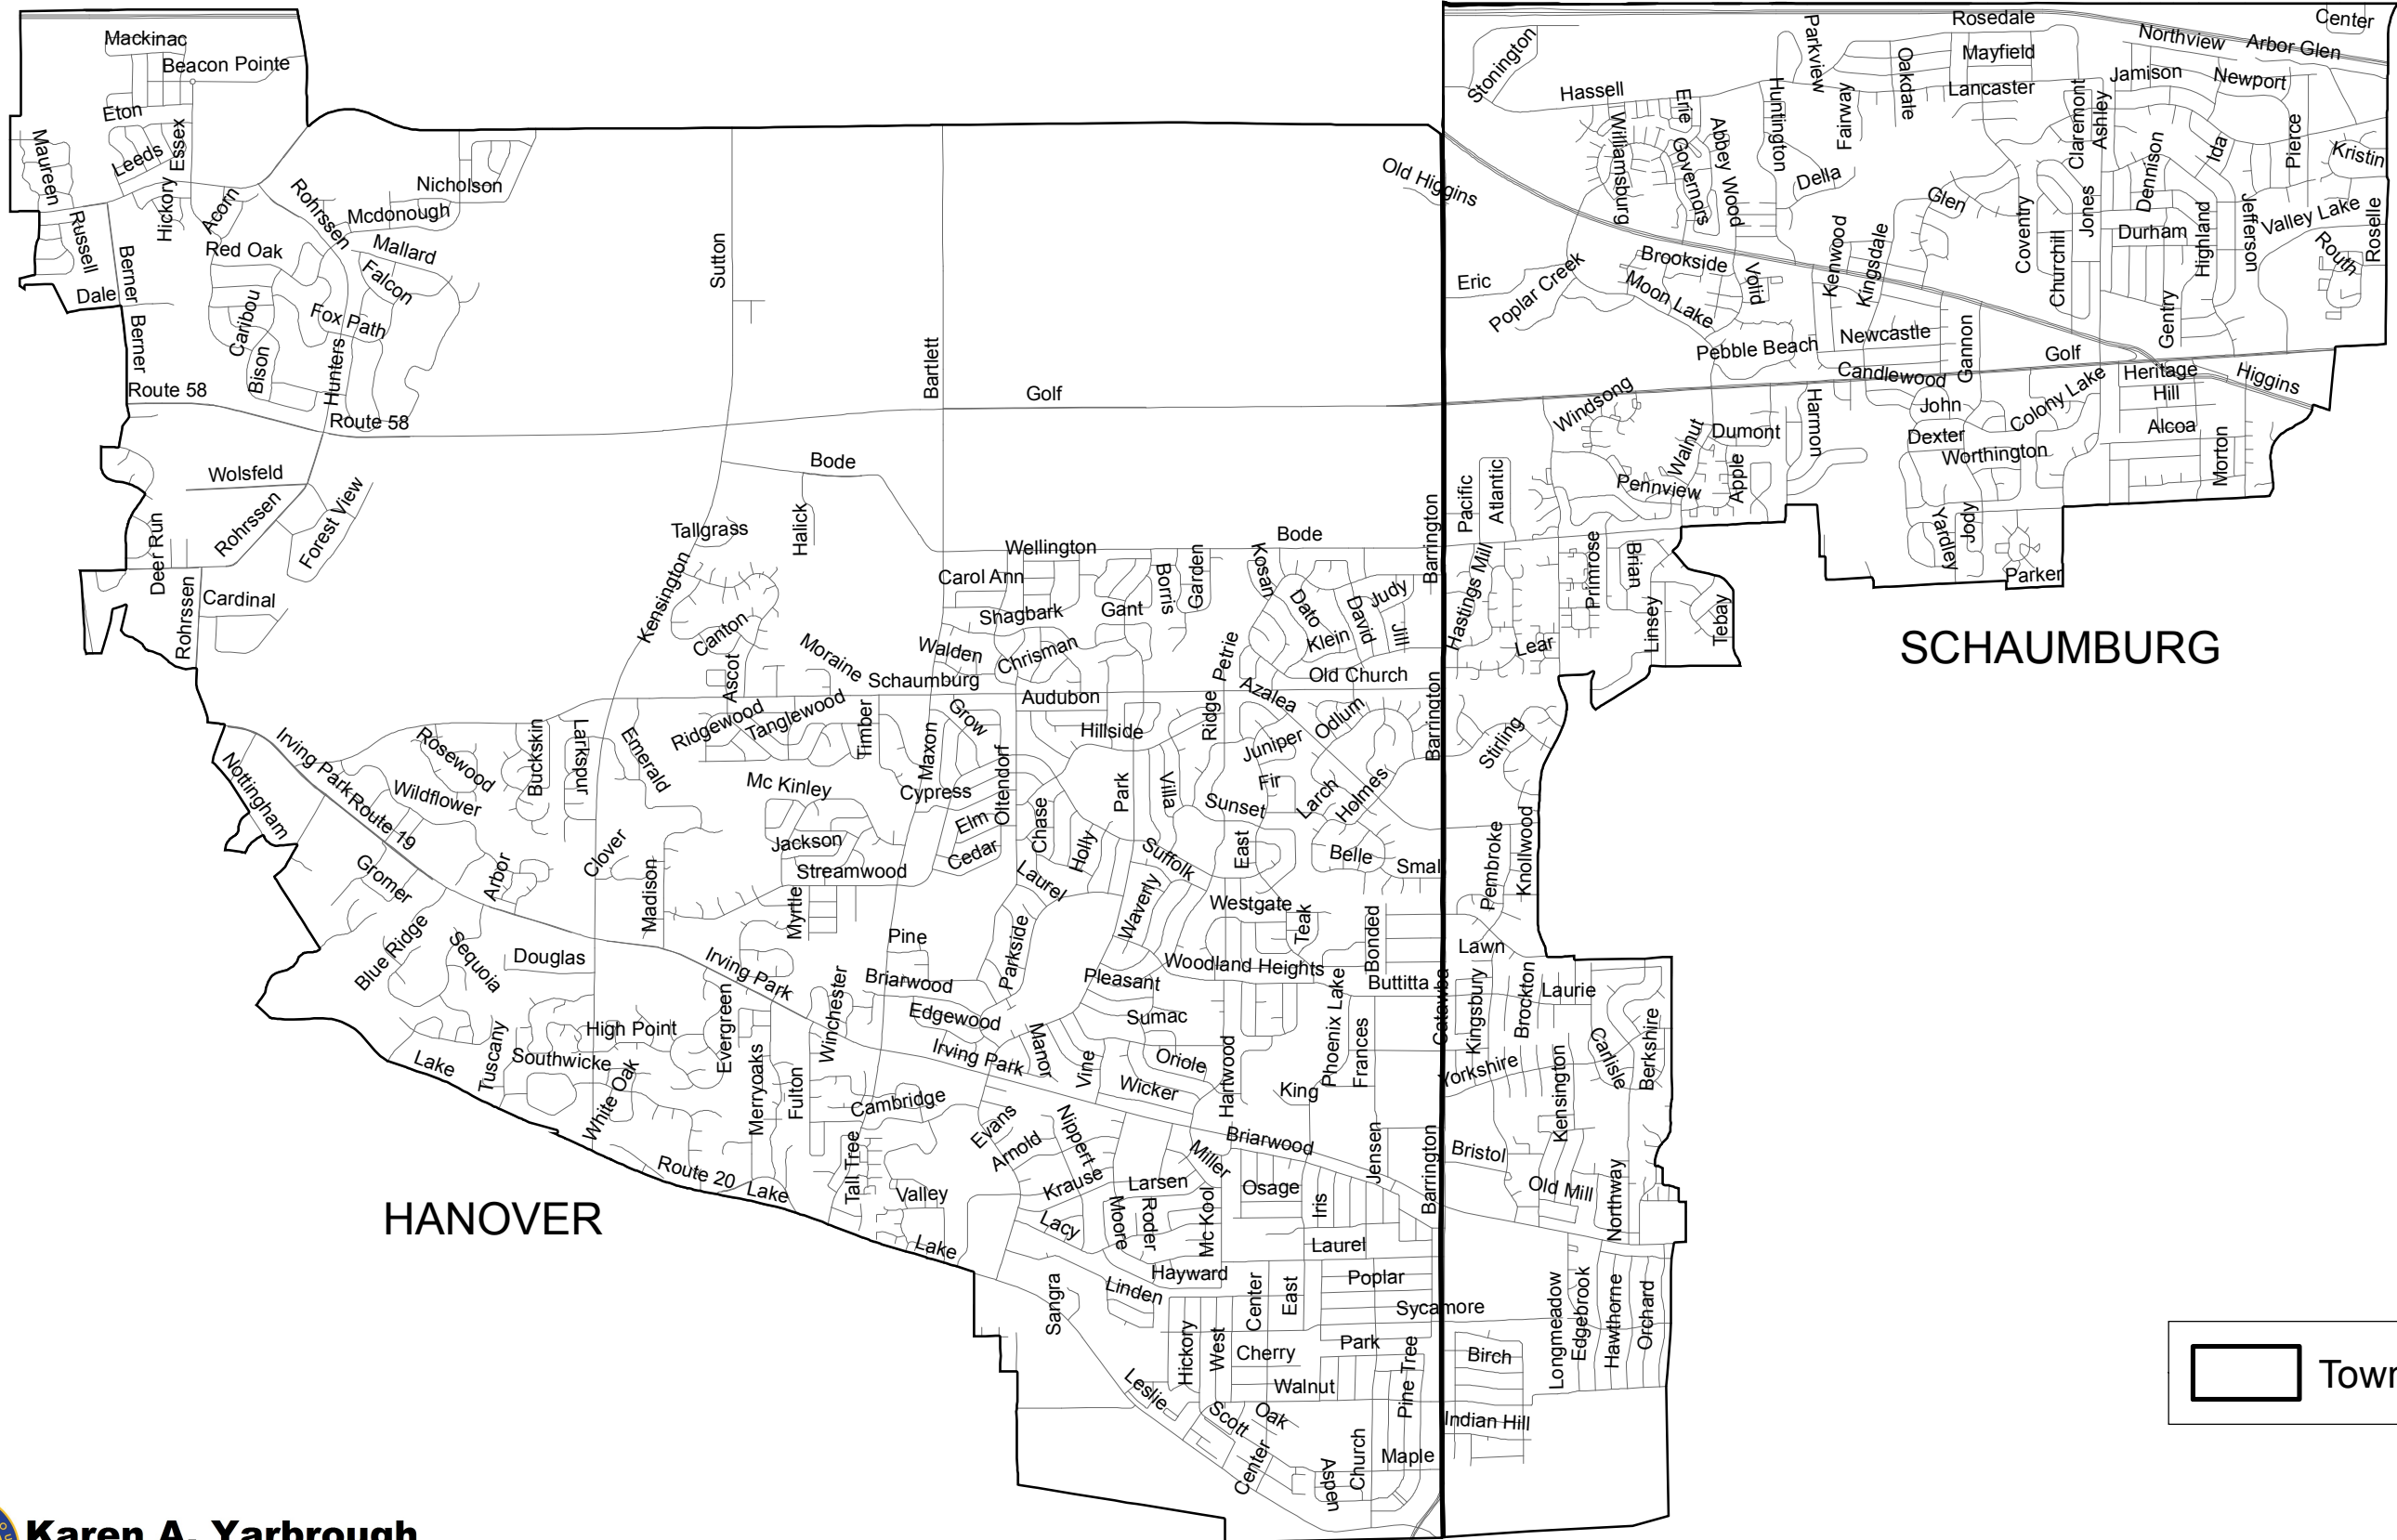 Mackinac
Beacon Pointe
Eton
Essex
Leeds
Maureen
Hickory
Acorn
Russell
Berner
Dale
Berner
Red Oak
Rohrssen
Nicholson
Mcdonough
Mallard
Falcon
Fox Path
Caribou
Bison
Hunters
Route 58
Route 58
Sutton
Bartlett
Golf
Old Higgins
Stonington
Hassell
Erie
Williamsburg
Governors
Abbey Wood
Huntington
Parkview
Fairway
Oakdale
Rosedale
Mayfield
Lancaster
Northview
Arbor Glen
Center
Jamison
Newport
Claremont
Ashley
Dennison
Ida
Pierce
Kristin
Della
Glen
Coventry
Churchill
Jones
Durham
Highland
Jefferson
Valley Lake
Routh
Roselle
Eric
Poplar Creek
Brookside
Moon Lake
Volid
Kenwood
Kingsdale
Pebble Beach
Newcastle
Gannon
Gentry
Golf
Candlewood
Heritage
Higgins
Hill
Colony Lake
John
Alcoa
Dexter
Worthington
Morton
Windsong
Walnut
Dumont
Harmon
Apple
Pennview
Pacific
Atlantic
Yardley
Jody
Parker
Wolsfeld
Rohrssen
Forest View
Deer Run
Rohrssen
Cardinal
Bode
Halick
Tallgrass
Kensington
Canton
Ascot
Moraine
Wellington
Carol Ann
Shagbark
Gant
Borris
Garden
Walden
Chrisman
Schaumburg
Audubon
Bode
Kosan
Dato
David
Judy
Jill
Klein
Petrie
Old Church
Barrington
Hastings Mill
Primrose
Brian
Linsey
Tebay
Lear
SCHAUMBURG
Irving Park
Nottingham
Route 19
Rosewood
Wildflower
Buckskin
Larkspur
Emerald
Ridgewood
Tanglewood
Timber
Maxon
Grow
Hillside
Ridge
Azalea
Juniper
Odlum
Barrington
Stirling
Mc Kinley
Cypress
Oltendorf
Elm
Cedar
Chase
Holly
Park
Villa
Fir
Sunset
Larch
Holmes
East
Belle
Smal
Pembroke
Knollwood
Gromer
Arbor
Clover
Madison
Jackson
Streamwood
Myrtle
Laurel
Suffolk
Waverly
Westgate
Teak
Bonded
Lawn
Blue Ridge
Sequoia
Douglas
Irving Park
Pine
Briarwood
Parkside
Pleasant
Woodland Heights
Buttitta
Catawba
Kingsbury
Brockton
Laurie
Carlisle
Berkshire
High Point
Evergreen
Winchester
Edgewood
Sumac
Phoenix Lake
Frances
Lake
Tuscany
Southwicke
White Oak
Merryoaks
Fulton
Irving Park
Manor
Vine
Oriole
Wicker
Hartwood
King
Yorkshire
Kensington
Cambridge
Evans
Arnold
Nippert
Briarwood
Miller
Jensen
Barrington
Bristol
Old Mill
Northway
Route 20
Lake
Tall Tree
Valley
Lake
Krause
Larsen
Lacy
Moore
Roder
Mc Kool
Osage
Iris
Laurel
HANOVER
Hayward
Linden
Sangra
Center
East
Poplar
Sycamore
Longmeadow
Edgebrook
Hawthorne
Orchard
Hickory
West
Cherry
Park
Walnut
Pine Tree
Birch
Leslie
Scott
Oak
Center
Indian Hill
Aspen
Church
Maple
Town
Karen A. Yarbrough